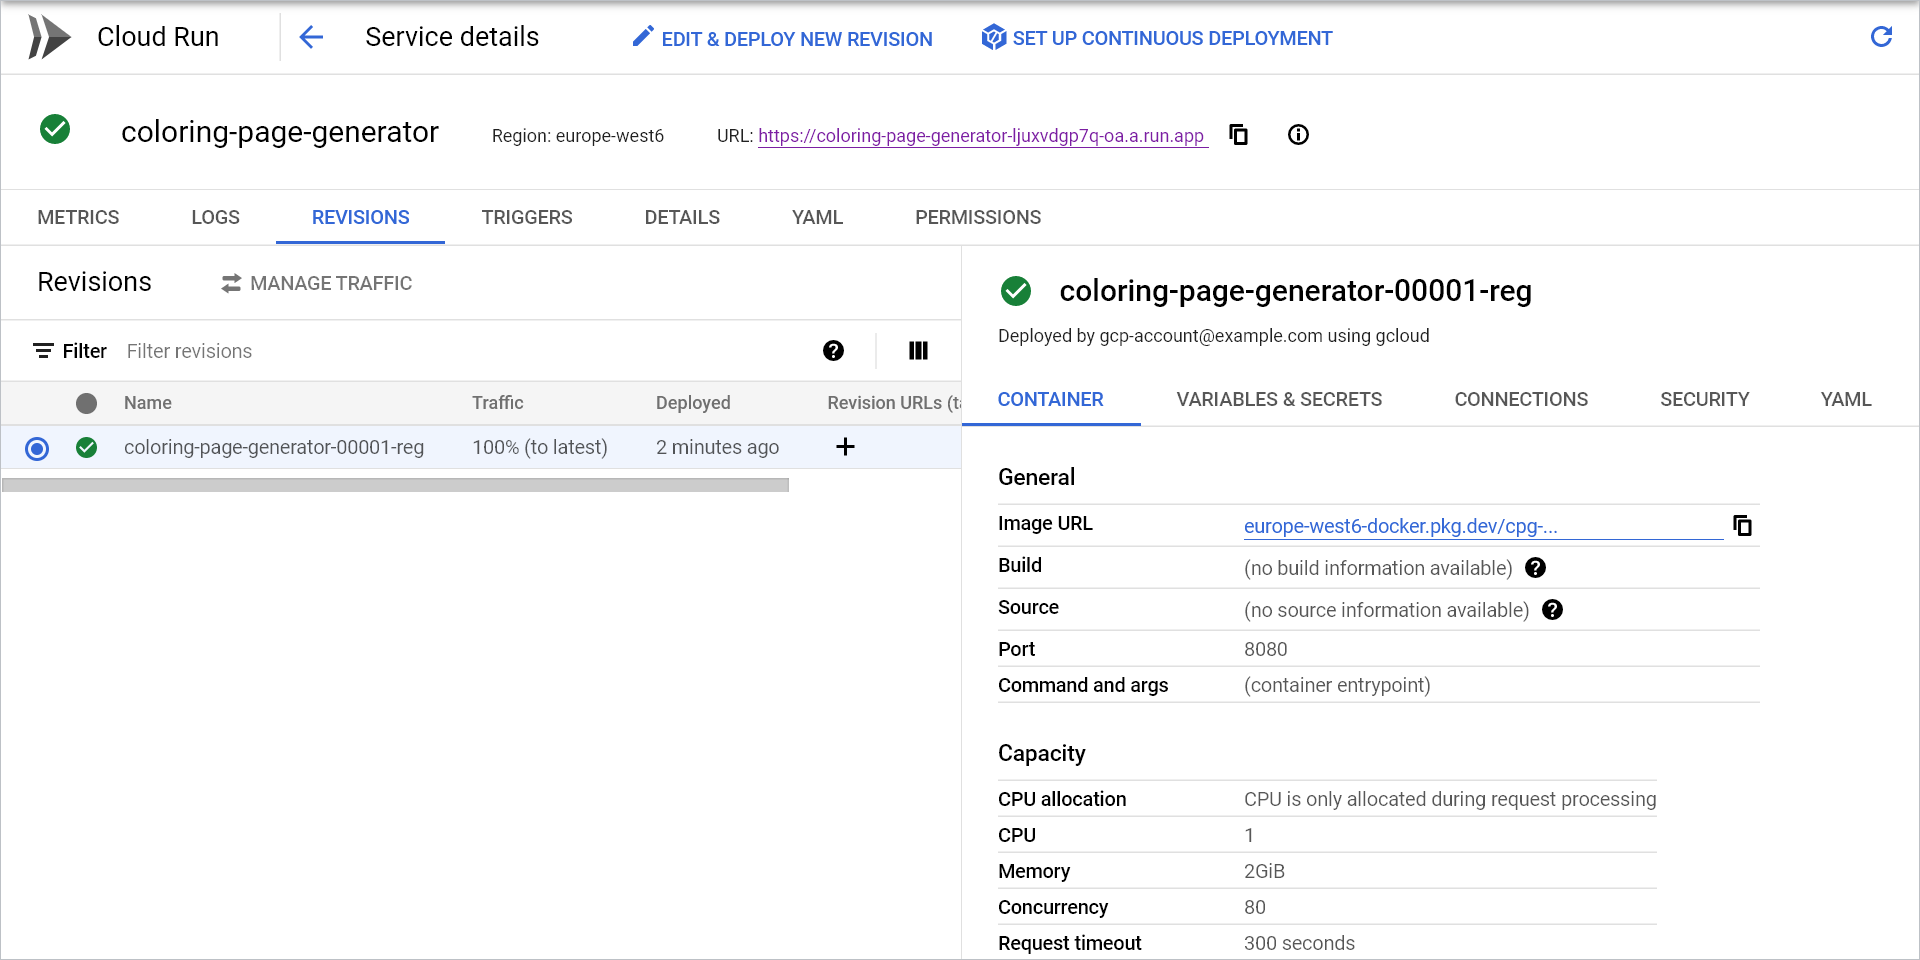 Cloud Run
Service details
EDIT & DEPLOY NEW REVISION
SET UP CONTINUOUS DEPLOYMENT
coloring-page-generator
Region: europe-west6
URL: https://coloring-page-generator-ljuxvdgp7q-oa.a.run.app
METRICS
LOGS
REVISIONS
TRIGGERS
DETAILS
YAML
PERMISSIONS
Revisions
MANAGE TRAFFIC
Filter
Filter revisions
Name
Traffic
Deployed
Revision URLs (ta
coloring-page-generator-00001-reg
100% (to latest)
2 minutes ago
coloring-page-generator-00001-reg
Deployed by gcp-account@example.com using gcloud
CONTAINER
VARIABLES & SECRETS
CONNECTIONS
SECURITY
YAML
General
Image URL
europe-west6-docker.pkg.dev/cpg-...
Build
(no build information available)
Source
(no source information available)
Port
8080
Command and args
(container entrypoint)
Capacity
CPU allocation
CPU is only allocated during request processing
CPU
1
Memory
2GiB
Concurrency
80
Request timeout
300 seconds